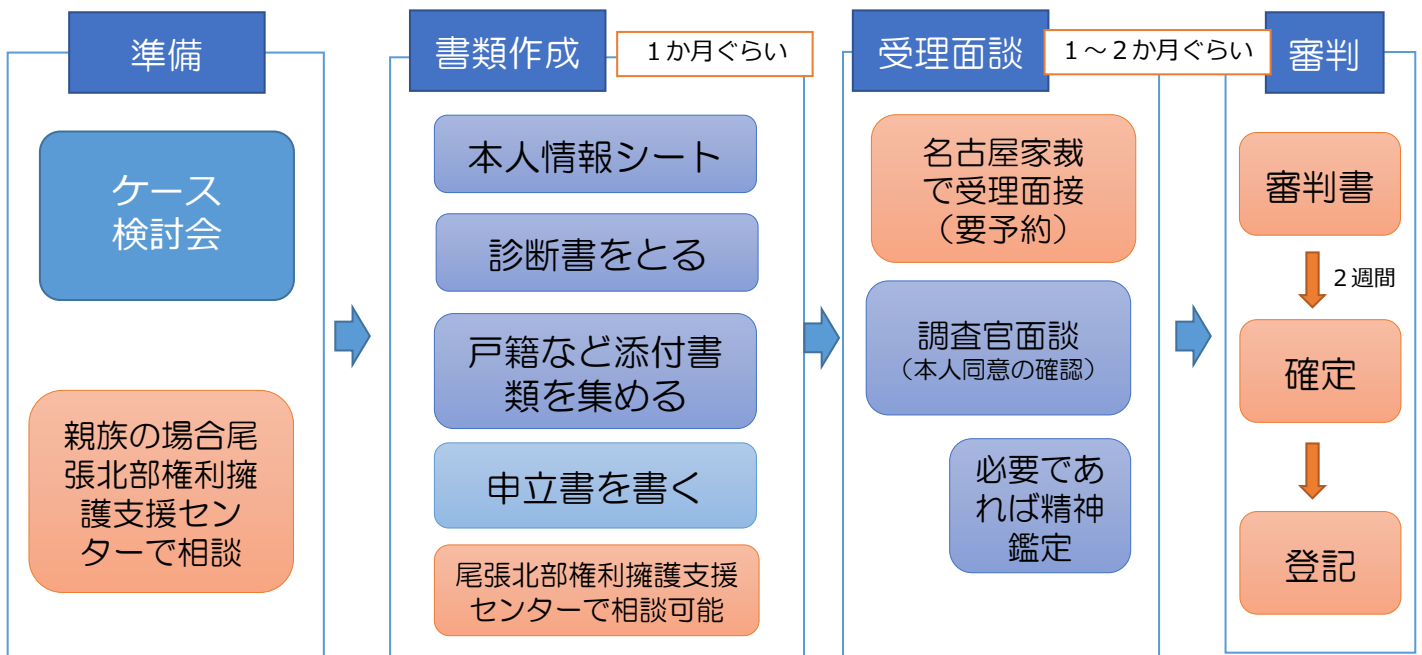 準備
ケース
検討会
親族の場合尾
張北部権利擁
護支援セン
ターで相談
書類作成
１か月ぐらい
本人情報シート
診断書をとる
戸籍など添付書
類を集める
申立書を書く
尾張北部権利擁護支援
センターで相談可能
受理面談
１～２か月ぐらい
名古屋家裁
で受理面接
（要予約）
調査官面談
（本人同意の確認）
必要であ
れば精神
鑑定
審判
審判書
２週間
確定
登記